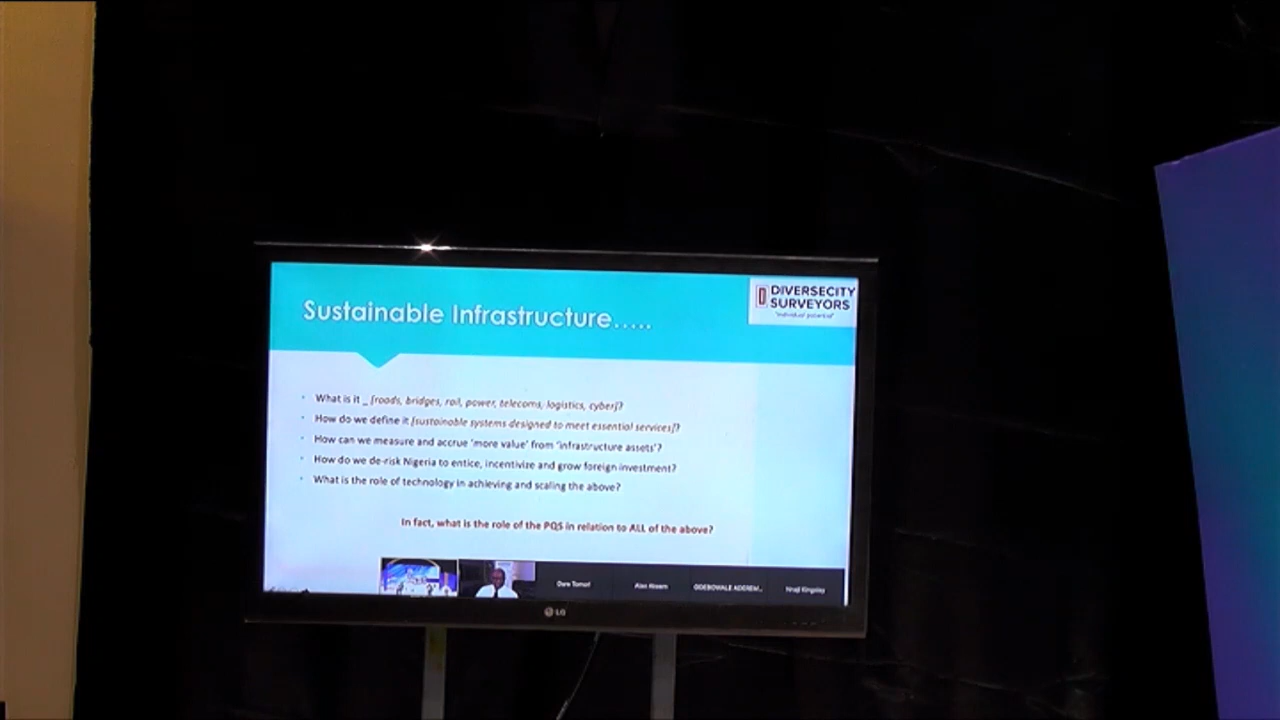 DIVERSECITY
SURVEYORS
"individual potential"
Sustainable Infrastructure.....
What is it _ [roads, bridges, rail, power, telecoms, logistics, cyber]?
How do we define it [sustainable systems designed to meet essential services]?
How can we measure and accrue 'more value' from 'infrastructure assets'?
How do we de-risk Nigeria to entice, incentivize and grow foreign investment?
What is the role of technology in achieving and scaling the above?
In fact, what is the role of the PQS in relation to ALL of the above?
Dare Kingsley
LG